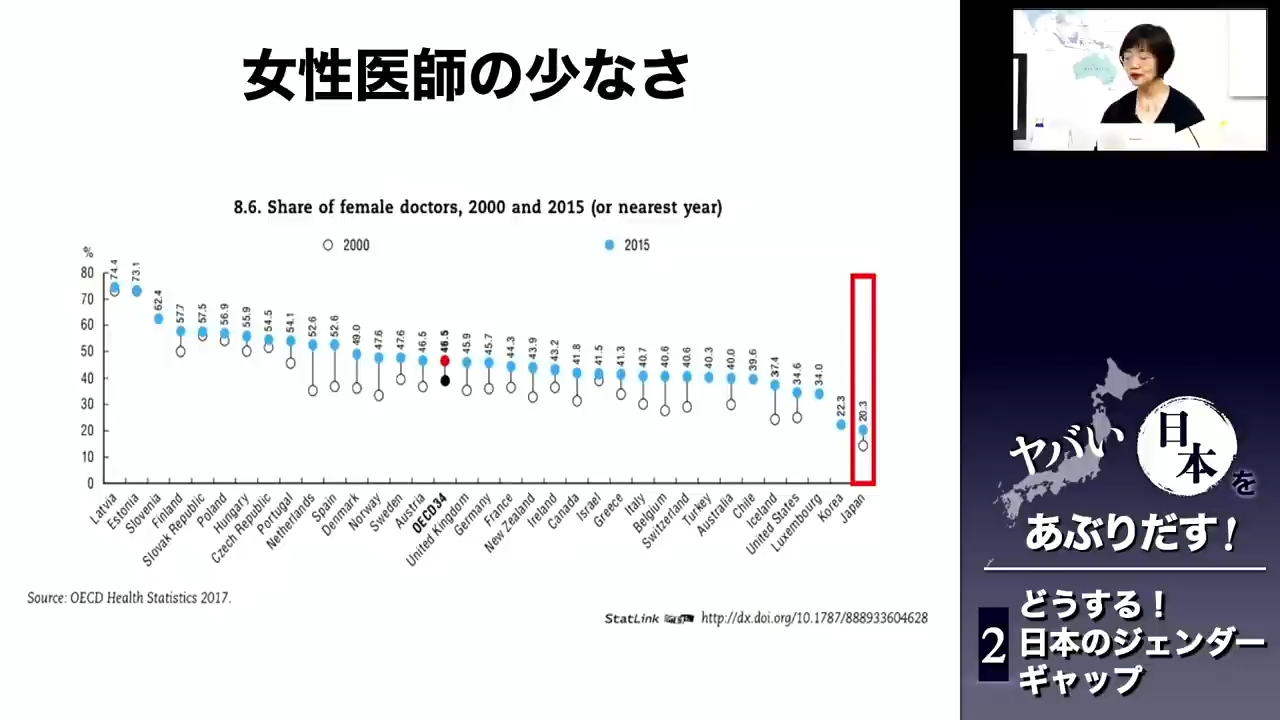 女性医師の少なさ
8.6. Share of female doctors, 2000 and 2015 (or nearest year)
2000
2015
%
80
70
60
50
40
30
20
10
0
74.4
73.1
62.4
57.7
57.5
56.9
55.9
54.5
54.1
52.6
52.6
49.0
47.6
47.6
46.5
46.5
45.9
45.7
44.3
43.9
43.2
41.8
41.5
41.3
40.7
40.6
40.6
40.3
40.0
39.6
37.4
34.6
34.0
22.3
20.3
Latvia
Estonia
Slovenia
Finland
Slovak Republic
Poland
Hungary
Czech Republic
Portugal
Netherlands
Spain
Denmark
Norway
Sweden
Austria
OECD34
United Kingdom
Germany
France
New Zealand
Ireland
Canada
Israel
Greece
Italy
Belgium
Switzerland
Turkey
Australia
Chile
Iceland
United States
Luxembourg
Korea
Japan
Source: OECD Health Statistics 2017.
StatLink http://dx.doi.org/10.1787/888933604628
ヤバい日本を
あぶりだす!
2
どうする!
日本のジェンダー
ギャップ